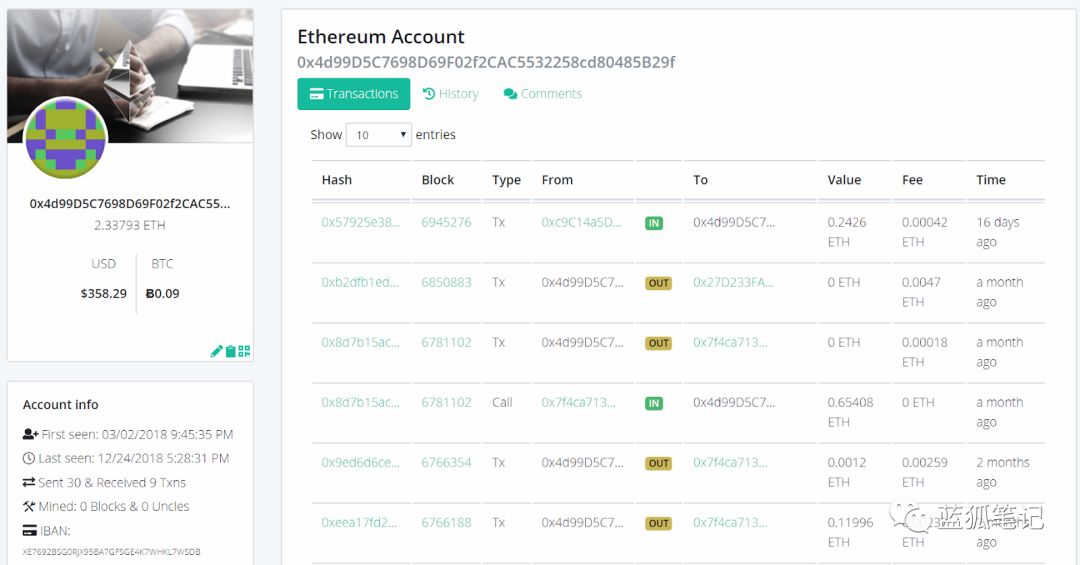 0x4d99D5C7698D69F02f2CAC55...
2.33793 ETH
USD BTC
$358.29 Ƀ0.09
Account info
First seen: 03/02/2018 9:45:35 PM
Last seen: 12/24/2018 5:28:31 PM
Sent 30 & Received 9 Txns
Mined: 0 Blocks & 0 Uncles
IBAN:
XE7692BSG0RJX95BA7GFSGE4K7WHKL7WSDB
Ethereum Account
0x4d99D5C7698D69F02f2CAC5532258cd80485B29f
Transactions History Comments
Show 10 entries
Hash Block Type From To Value Fee Time
0x57925e38... 6945276 Tx 0xc9C14a5D... IN 0x4d99D5C7... 0.2426 0.00042 16 days
ETH ETH ago
0xb2dfb1ed... 6850883 Tx 0x4d99D5C7... OUT 0x27D233FA... 0 ETH 0.0047 a month
ETH ago
0x8d7b15ac... 6781102 Tx 0x4d99D5C7... OUT 0x7f4ca713... 0 ETH 0.00018 a month
ETH ago
0x8d7b15ac... 6781102 Call 0x7f4ca713... IN 0x4d99D5C7... 0.65408 0 ETH a month
ETH ago
0x9ed6d6ce... 6766354 Tx 0x4d99D5C7... OUT 0x7f4ca713... 0.0012 0.00259 2 months
ETH ETH ago
0xeea17fd2... 6766188 Tx 0x4d99D5C7... OUT 0x7f4ca713... 0.11996
ETH ETH ago
蓝狐笔记